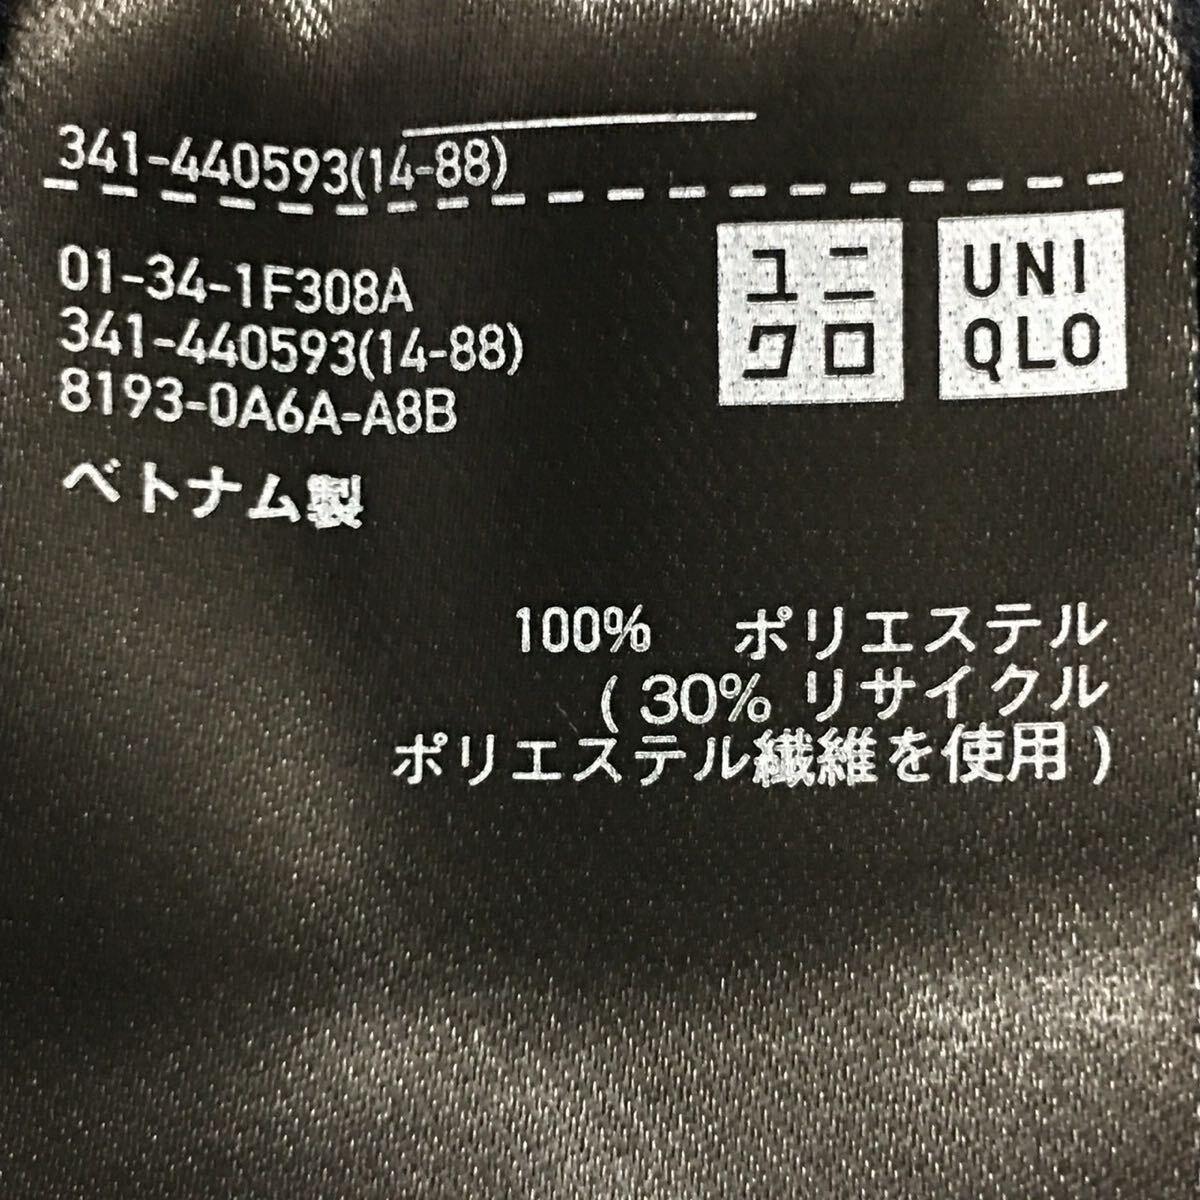 341-440593(14-88)
01-34-1F308A
341-440593(14-88)
8193-0A6A-A8B
ベトナム製
ユニ
クロ
UNI
QLO
100% ポリエステル
( 30% リサイクル
ポリエステル繊維を使用 )